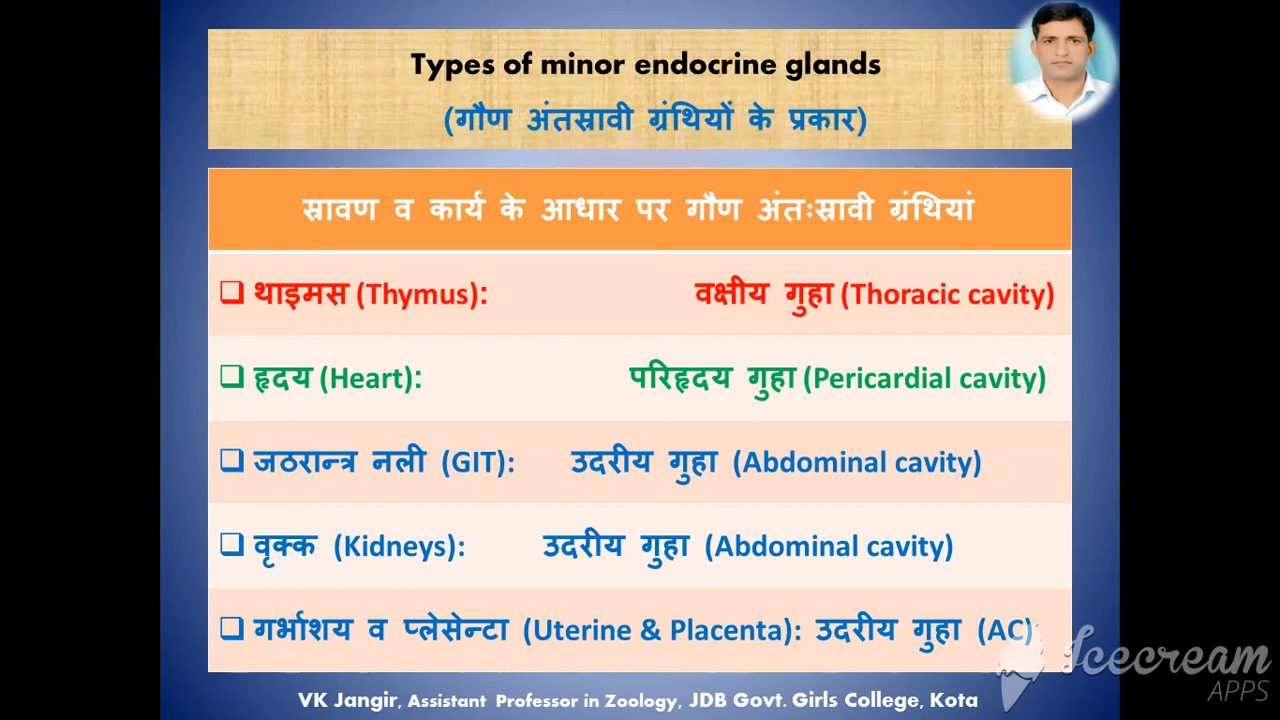 Types of minor endocrine glands
(गौण अंतस्रावी ग्रंथियों के प्रकार)
स्रावण व कार्य के आधार पर गौण अंतःस्रावी ग्रंथियां
थाइमस (Thymus): वक्षीय गुहा (Thoracic cavity)
हृदय (Heart): परिहृदय गुहा (Pericardial cavity)
जठरान्त्र नली (GIT): उदरीय गुहा (Abdominal cavity)
वृक्क (Kidneys): उदरीय गुहा (Abdominal cavity)
गर्भाशय व प्लेसेन्टा (Uterine & Placenta): उदरीय गुहा (AC)
Icecream
APPS
VK Jangir, Assistant Professor in Zoology, JDB Govt. Girls College, Kota